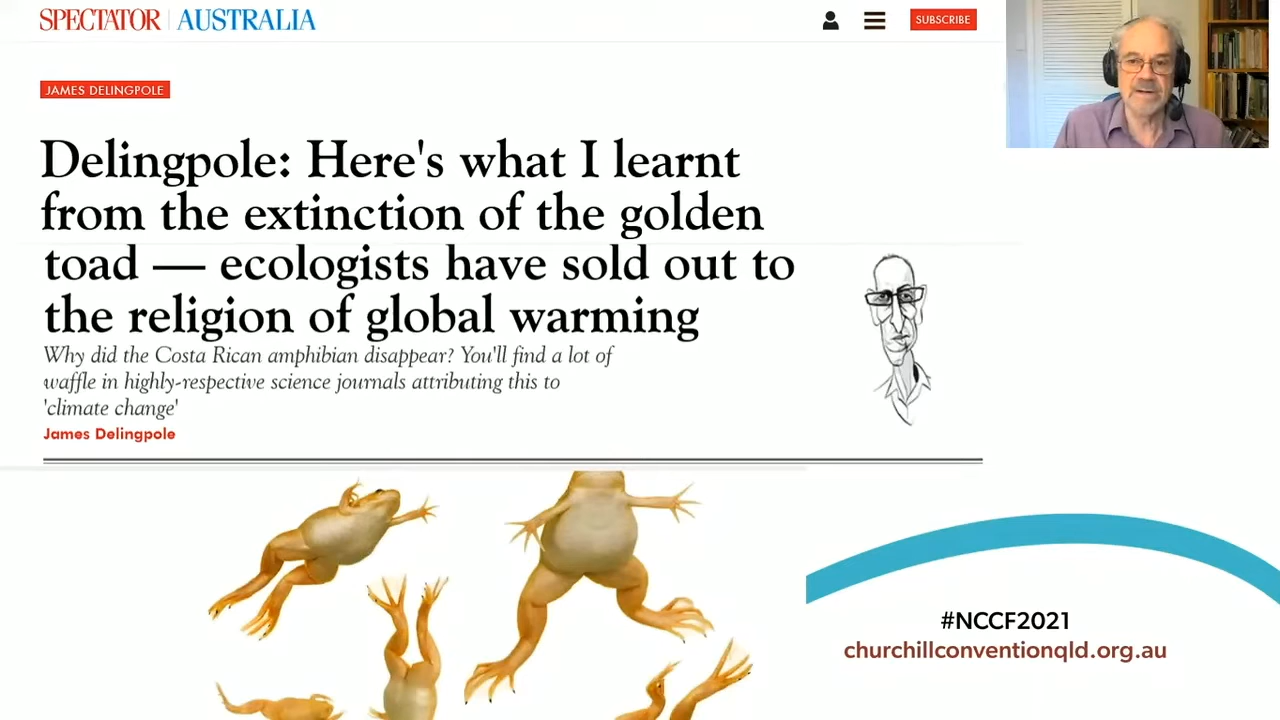 SPECTATOR | AUSTRALIA
SUBSCRIBE
JAMES DELINGPOLE
Delingpole: Here's what I learnt
from the extinction of the golden
toad — ecologists have sold out to
the religion of global warming
Why did the Costa Rican amphibian disappear? You'll find a lot of
waffle in highly-respective science journals attributing this to
'climate change'
James Delingpole
#NCCF2021
churchillconventionqld.org.au